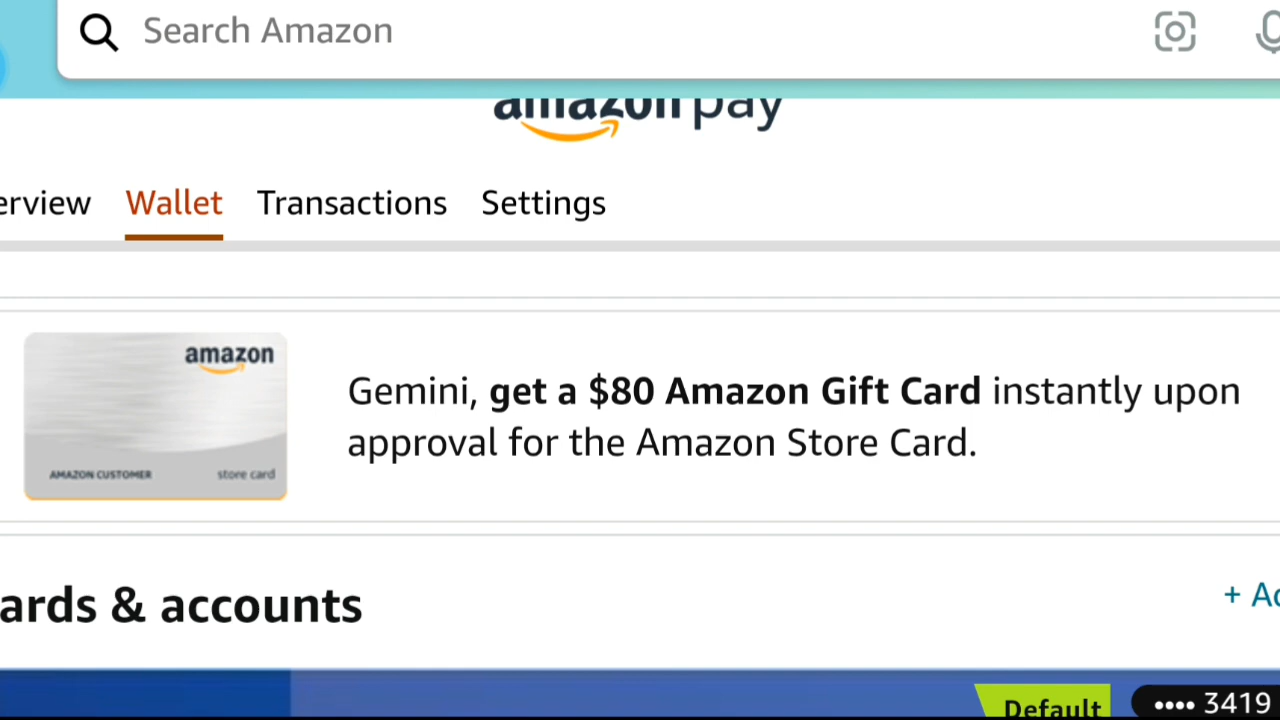 Search Amazon
amazon pay
erview Wallet Transactions Settings
amazon
AMAZON CUSTOMER store card
Gemini, get a $80 Amazon Gift Card instantly upon
approval for the Amazon Store Card.
ards & accounts
+ Ad
Default
•••• 3419